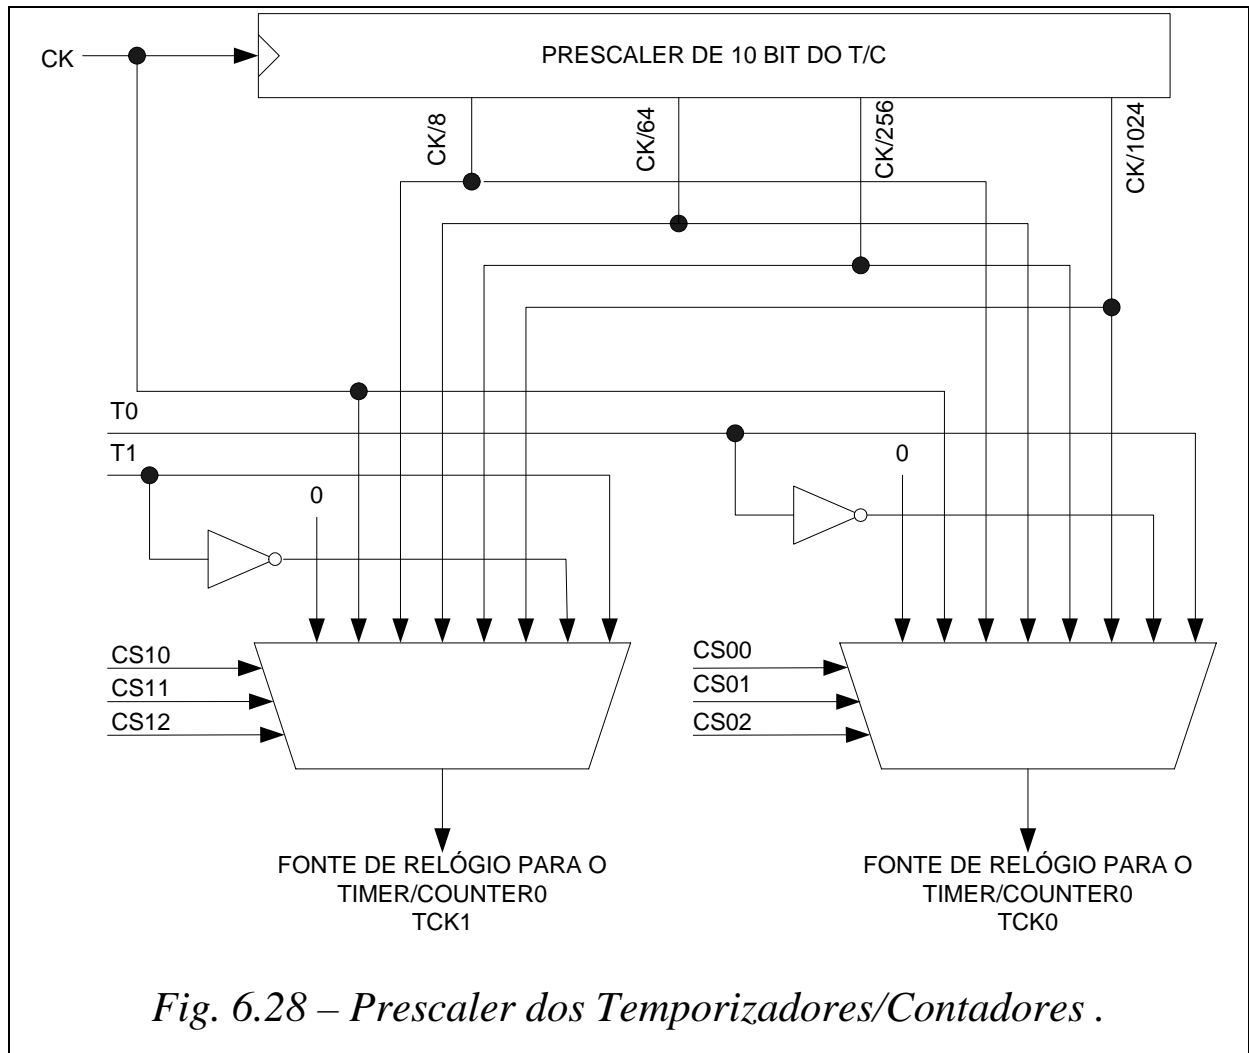 PRESCALER DE 10 BIT DO T/C
CK
CK/8
CK/64
CK/256
CK/1024
T0
T1
0
0
CS10
CS11
CS12
CS00
CS01
CS02
FONTE DE RELÓGIO PARA O
TIMER/COUNTER0
TCK1
FONTE DE RELÓGIO PARA O
TIMER/COUNTER0
TCK0
Fig. 6.28 – Prescaler dos Temporizadores/Contadores .